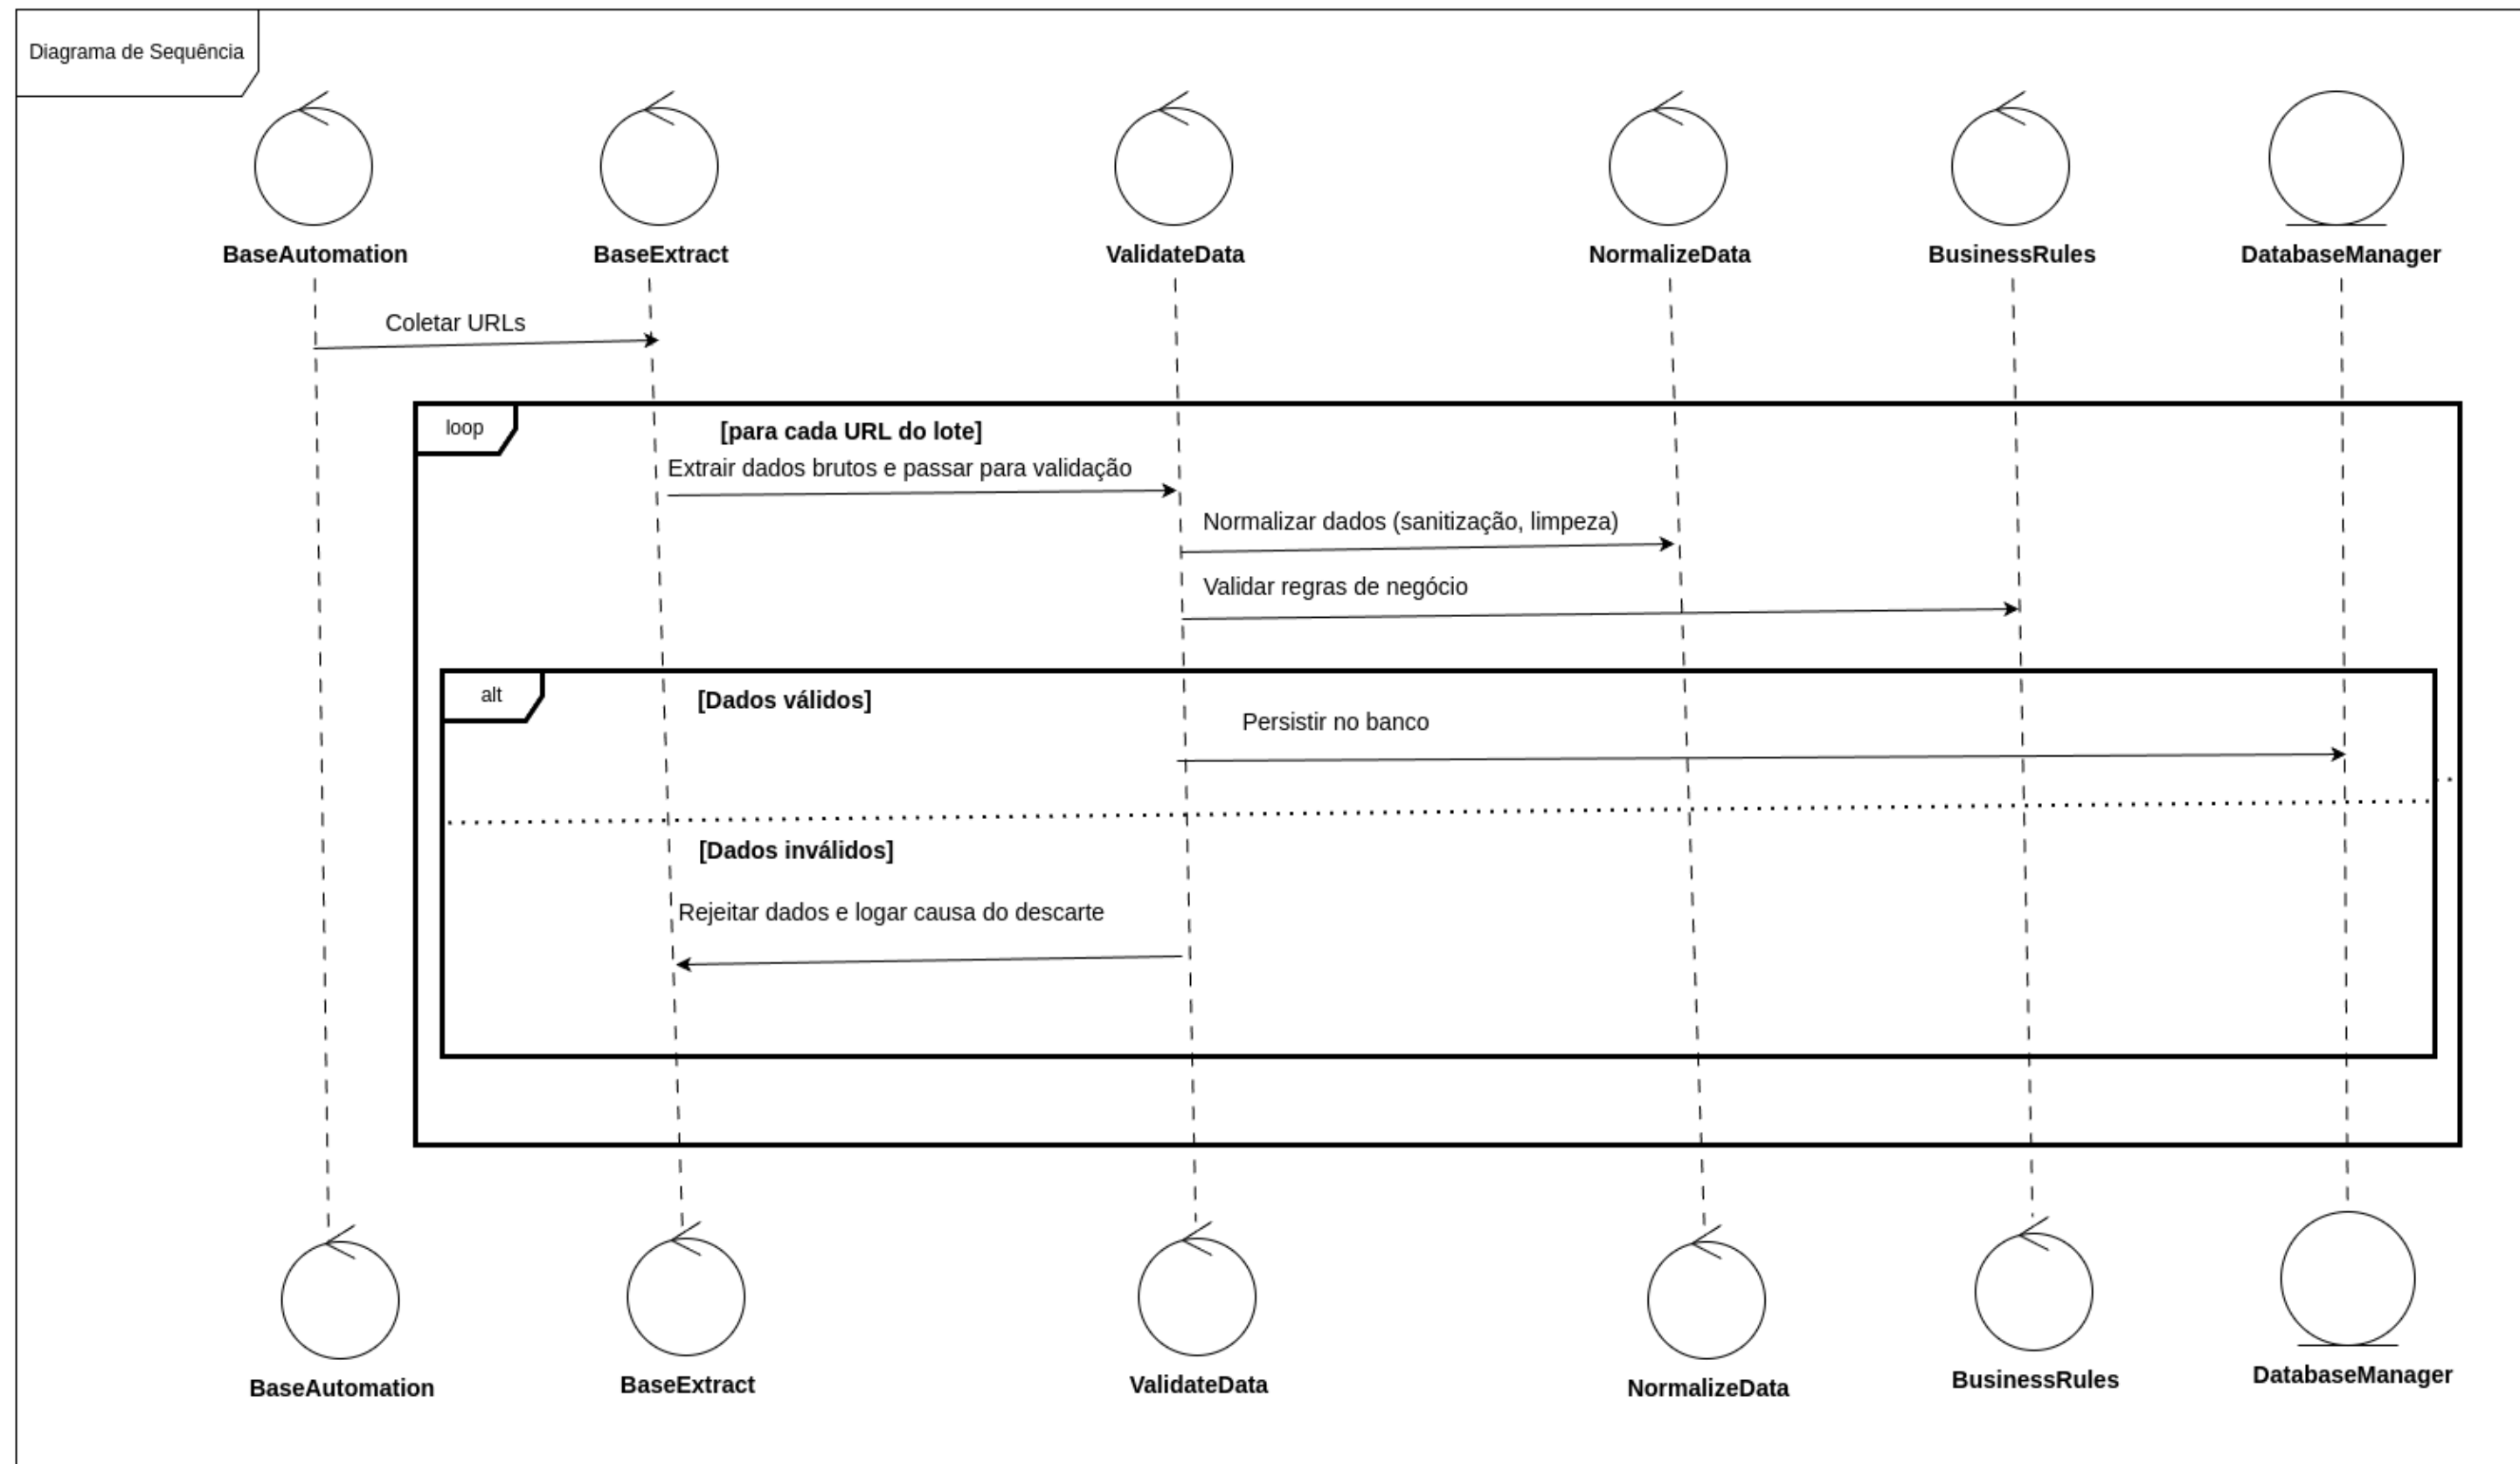 Diagrama de Sequência
BaseAutomation
BaseExtract
ValidateData
NormalizeData
BusinessRules
DatabaseManager
Coletar URLs
loop
[para cada URL do lote]
Extrair dados brutos e passar para validação
Normalizar dados (sanitização, limpeza)
Validar regras de negócio
alt
[Dados válidos]
Persistir no banco
[Dados inválidos]
Rejeitar dados e logar causa do descarte
BaseAutomation
BaseExtract
ValidateData
NormalizeData
BusinessRules
DatabaseManager